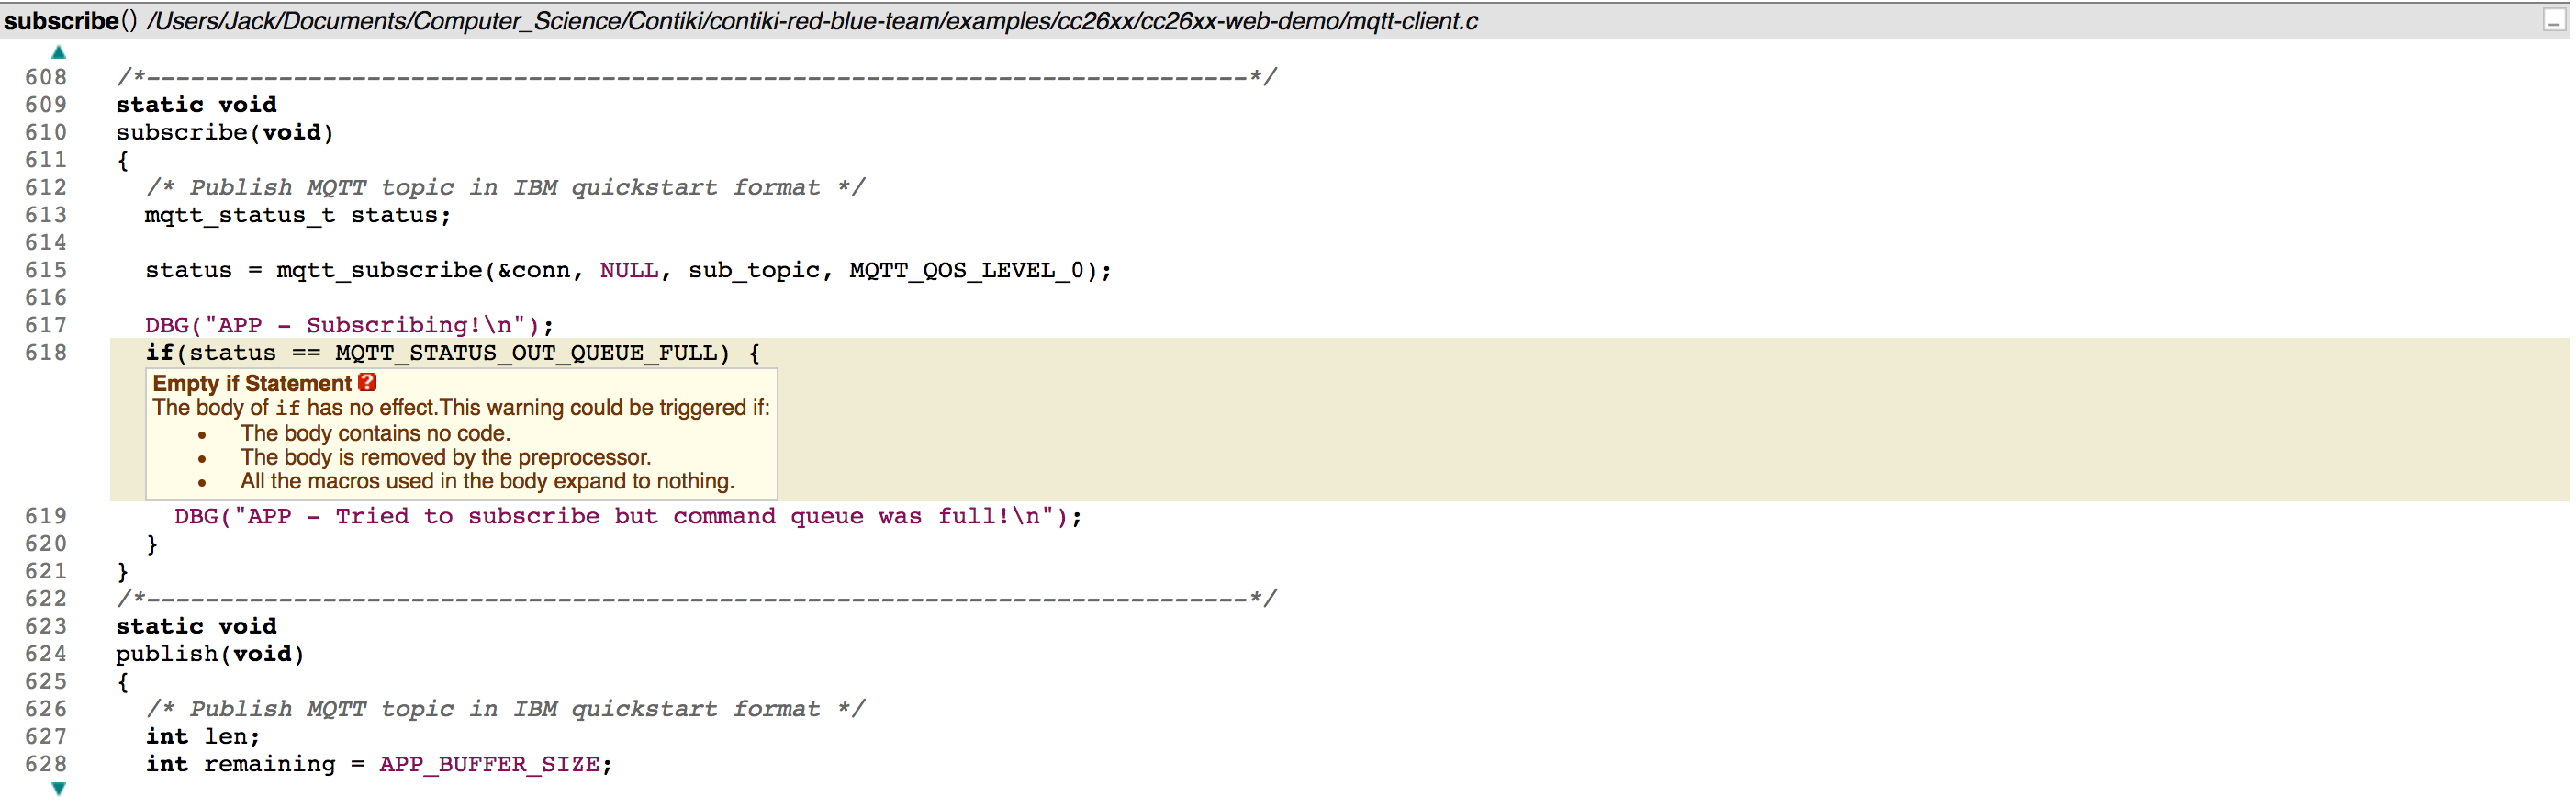 subscribe() /Users/Jack/Documents/Computer_Science/Contiki/contiki-red-blue-team/examples/cc26xx/cc26xx-web-demo/mqtt-client.c
608 /*---------------------------------------------------------------------------*/
609 static void
610 subscribe(void)
611 {
612 /* Publish MQTT topic in IBM quickstart format */
613 mqtt_status_t status;
614
615 status = mqtt_subscribe(&conn, NULL, sub_topic, MQTT_QOS_LEVEL_0);
616
617 DBG("APP - Subscribing!\n");
618 if(status == MQTT_STATUS_OUT_QUEUE_FULL) {
Empty if Statement ?
The body of if has no effect.This warning could be triggered if:
• The body contains no code.
• The body is removed by the preprocessor.
• All the macros used in the body expand to nothing.
619 DBG("APP - Tried to subscribe but command queue was full!\n");
620 }
621 }
622 /*---------------------------------------------------------------------------*/
623 static void
624 publish(void)
625 {
626 /* Publish MQTT topic in IBM quickstart format */
627 int len;
628 int remaining = APP_BUFFER_SIZE;